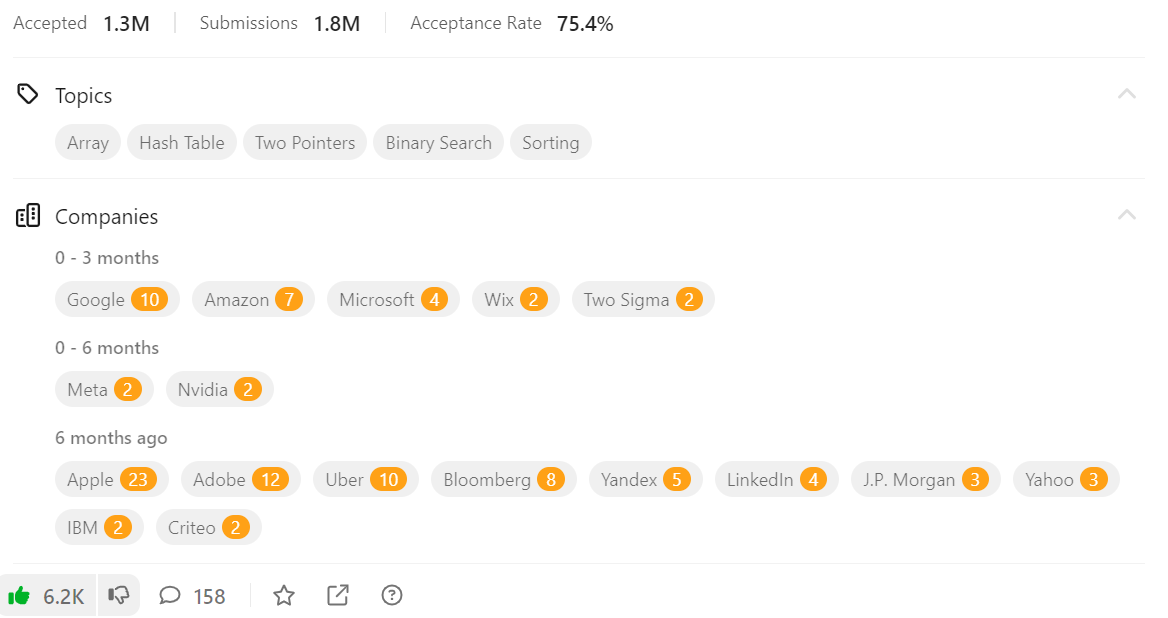 Accepted 1.3M Submissions 1.8M Acceptance Rate 75.4%
Topics
Array Hash Table Two Pointers Binary Search Sorting
Companies
0 - 3 months
Google 10 Amazon 7 Microsoft 4 Wix 2 Two Sigma 2
0 - 6 months
Meta 2 Nvidia 2
6 months ago
Apple 23 Adobe 12 Uber 10 Bloomberg 8 Yandex 5 LinkedIn 4 J.P. Morgan 3 Yahoo 3
IBM 2 Criteo 2
6.2K 158